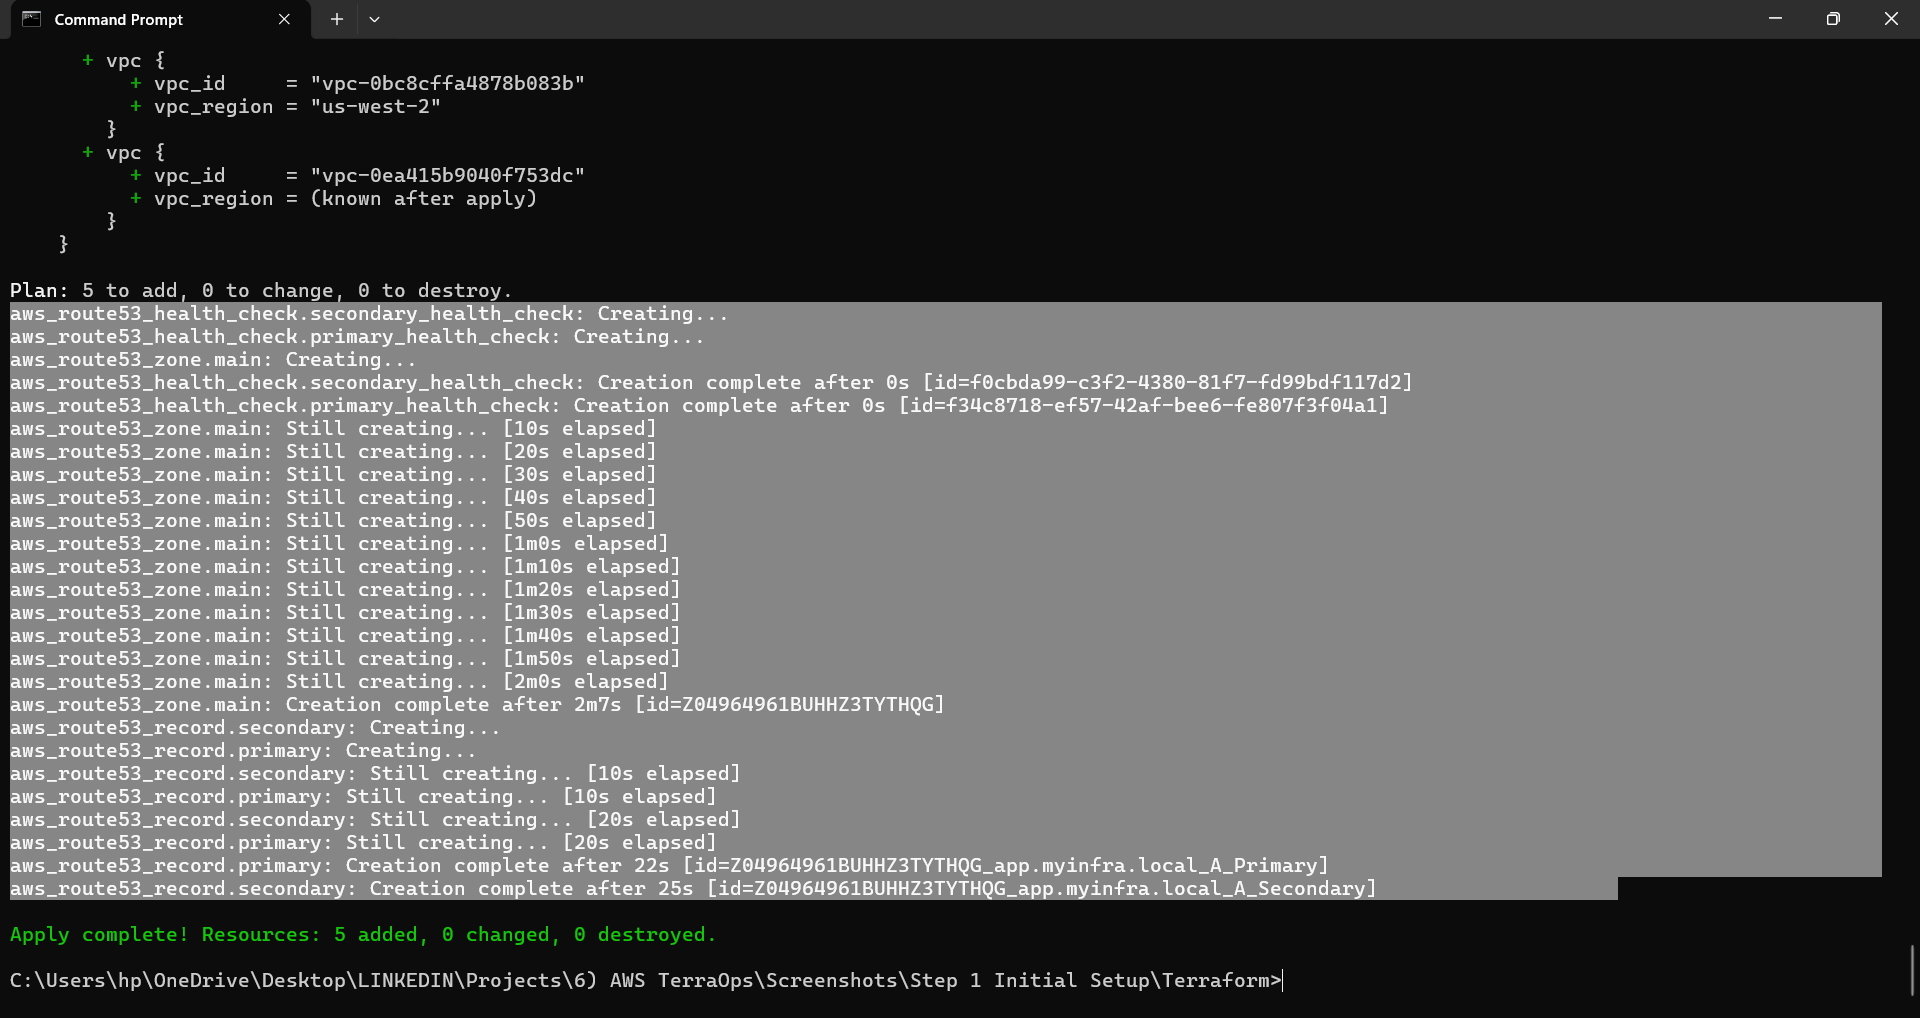 Command Prompt
+ vpc {
+ vpc_id     = "vpc-0bc8cffa4878b083b"
+ vpc_region = "us-west-2"
}
+ vpc {
+ vpc_id     = "vpc-0ea415b9040f753dc"
+ vpc_region = (known after apply)
}
}
Plan: 5 to add, 0 to change, 0 to destroy.
aws_route53_health_check.secondary_health_check: Creating...
aws_route53_health_check.primary_health_check: Creating...
aws_route53_zone.main: Creating...
aws_route53_health_check.secondary_health_check: Creation complete after 0s [id=f0cbda99-c3f2-4380-81f7-fd99bdf117d2]
aws_route53_health_check.primary_health_check: Creation complete after 0s [id=f34c8718-ef57-42af-bee6-fe807f3f04a1]
aws_route53_zone.main: Still creating... [10s elapsed]
aws_route53_zone.main: Still creating... [20s elapsed]
aws_route53_zone.main: Still creating... [30s elapsed]
aws_route53_zone.main: Still creating... [40s elapsed]
aws_route53_zone.main: Still creating... [50s elapsed]
aws_route53_zone.main: Still creating... [1m0s elapsed]
aws_route53_zone.main: Still creating... [1m10s elapsed]
aws_route53_zone.main: Still creating... [1m20s elapsed]
aws_route53_zone.main: Still creating... [1m30s elapsed]
aws_route53_zone.main: Still creating... [1m40s elapsed]
aws_route53_zone.main: Still creating... [1m50s elapsed]
aws_route53_zone.main: Still creating... [2m0s elapsed]
aws_route53_zone.main: Creation complete after 2m7s [id=Z04964961BUHHZ3TYTHQG]
aws_route53_record.secondary: Creating...
aws_route53_record.primary: Creating...
aws_route53_record.secondary: Still creating... [10s elapsed]
aws_route53_record.primary: Still creating... [10s elapsed]
aws_route53_record.secondary: Still creating... [20s elapsed]
aws_route53_record.primary: Still creating... [20s elapsed]
aws_route53_record.primary: Creation complete after 22s [id=Z04964961BUHHZ3TYTHQG_app.myinfra.local_A_Primary]
aws_route53_record.secondary: Creation complete after 25s [id=Z04964961BUHHZ3TYTHQG_app.myinfra.local_A_Secondary]
Apply complete! Resources: 5 added, 0 changed, 0 destroyed.
C:\Users\hp\OneDrive\Desktop\LINKEDIN\Projects\6) AWS TerraOps\Screenshots\Step 1 Initial Setup\Terraform>